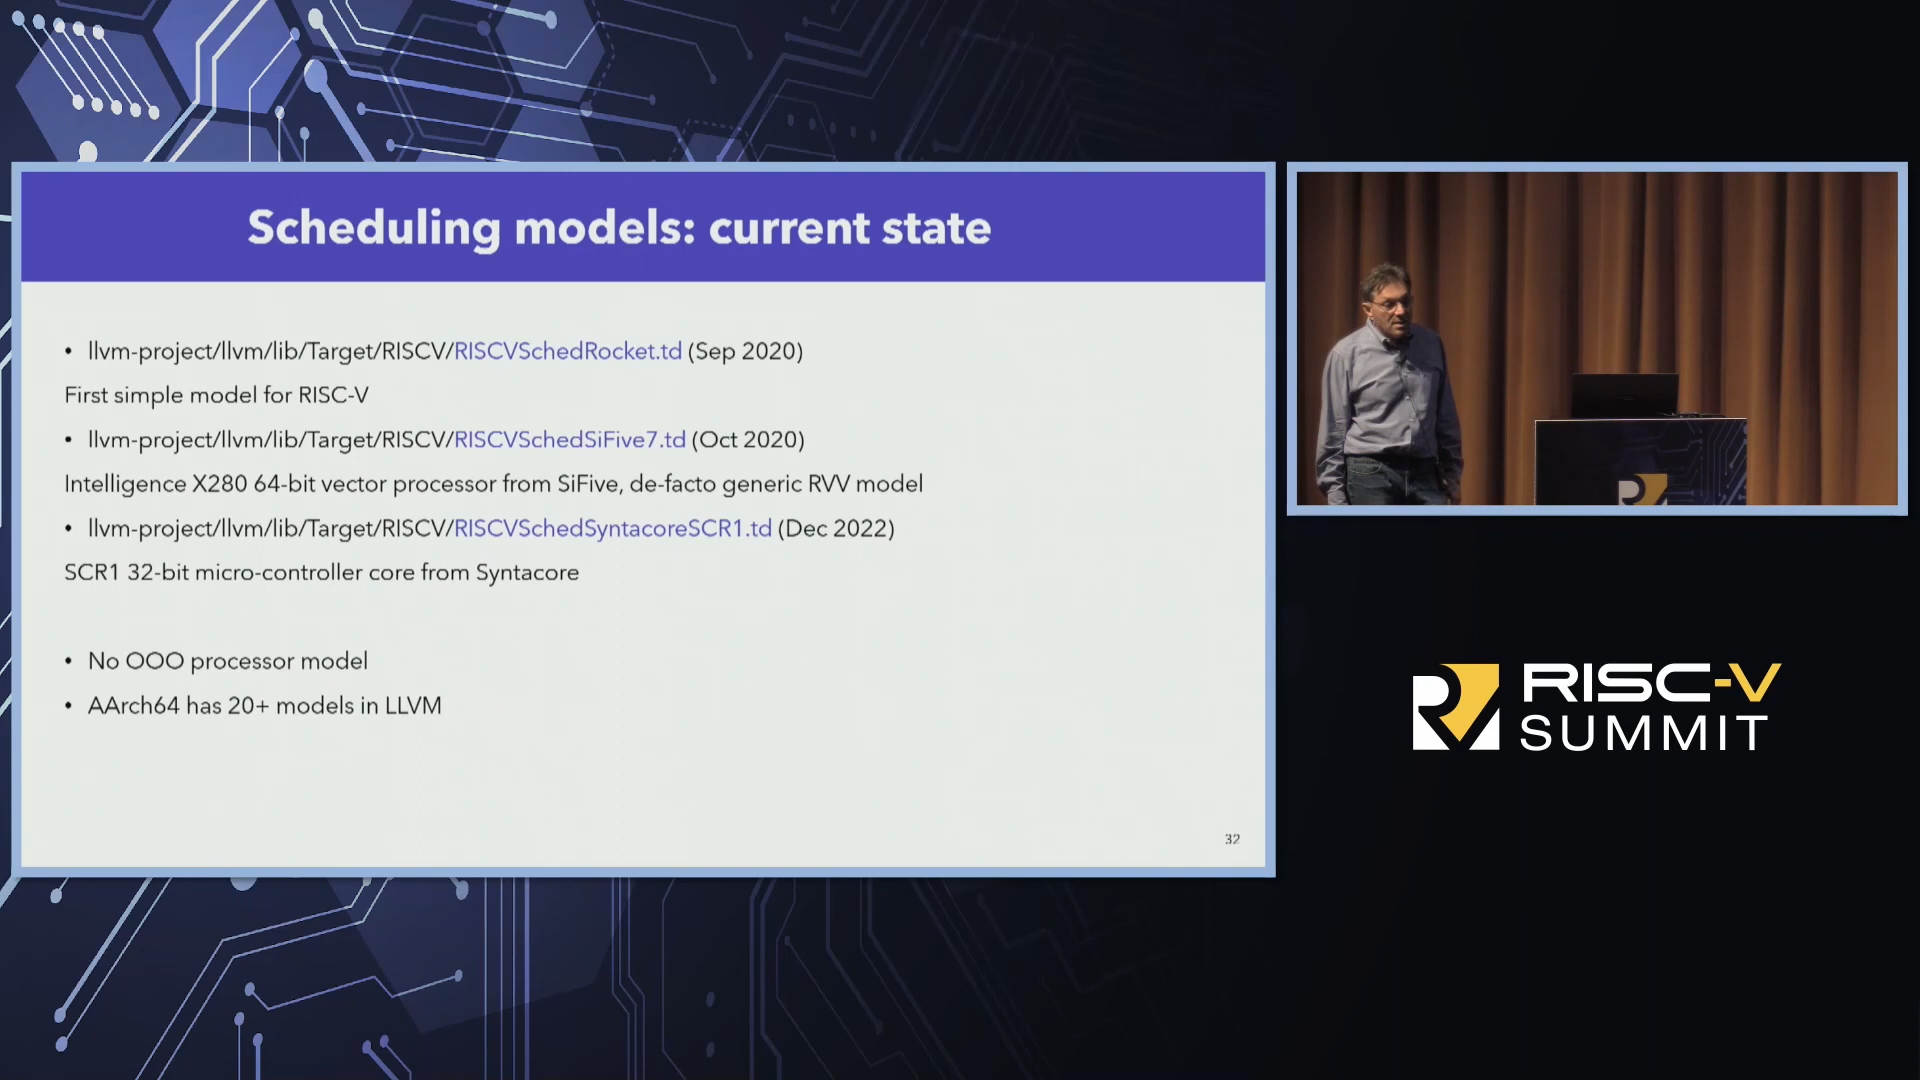 Scheduling models: current state
• llvm-project/llvm/lib/Target/RISCV/RISCVSchedRocket.td (Sep 2020)
First simple model for RISC-V
• llvm-project/llvm/lib/Target/RISCV/RISCVSchedSiFive7.td (Oct 2020)
Intelligence X280 64-bit vector processor from SiFive, de-facto generic RVV model
• llvm-project/llvm/lib/Target/RISCV/RISCVSchedSyntacoreSCR1.td (Dec 2022)
SCR1 32-bit micro-controller core from Syntacore
• No OOO processor model
• AArch64 has 20+ models in LLVM
32
RISC-V
SUMMIT